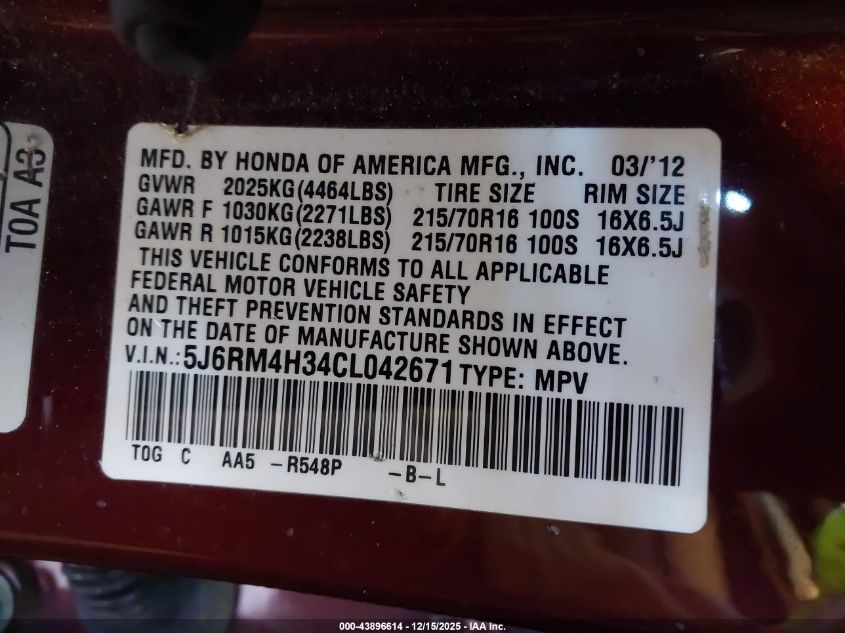 MFD. BY HONDA OF AMERICA MFG., INC. 03/'12
GVWR 2025KG(4464LBS) TIRE SIZE RIM SIZE
GAWR F 1030KG(2271LBS) 215/70R16 100S 16X6.5J
GAWR R 1015KG(2238LBS) 215/70R16 100S 16X6.5J
THIS VEHICLE CONFORMS TO ALL APPLICABLE
FEDERAL MOTOR VEHICLE SAFETY
AND THEFT PREVENTION STANDARDS IN EFFECT
ON THE DATE OF MANUFACTURE SHOWN ABOVE.
V.I.N.: 5J6RM4H34CL042671 TYPE: MPV
TOG C AA5 -R548P -B-L
TOA A3
000-43896614 - 12/15/2025 - IAA Inc.